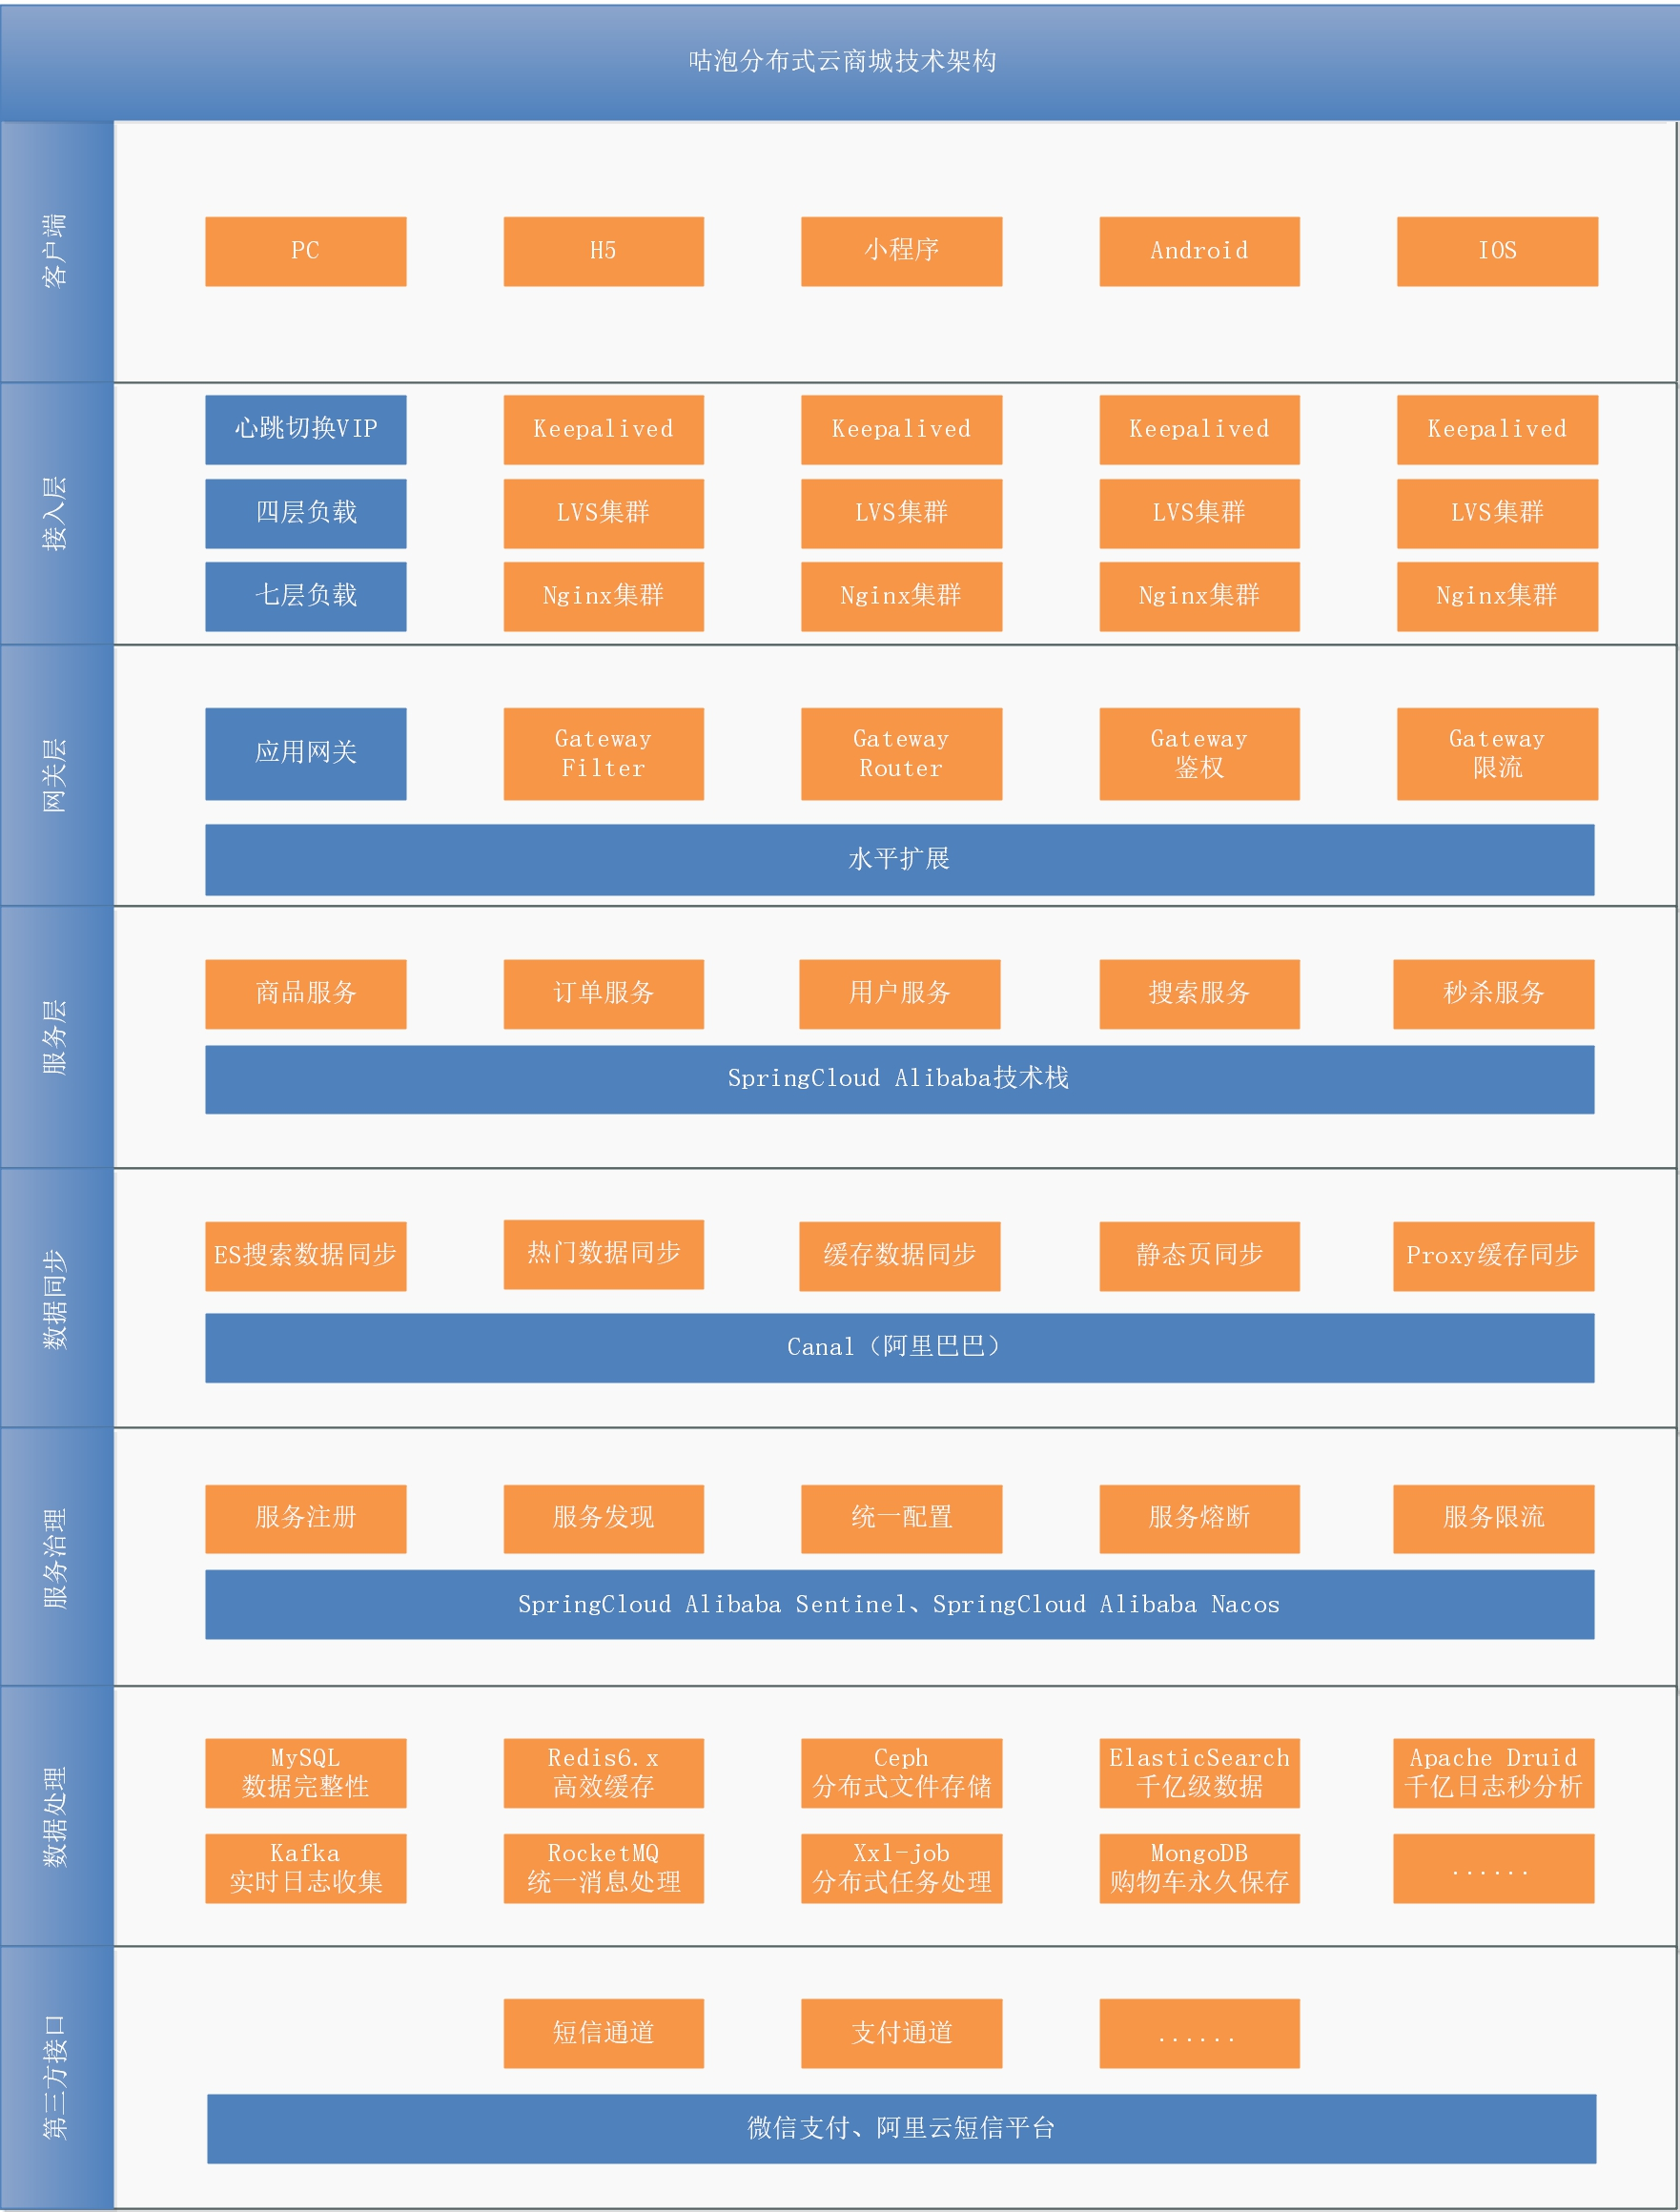 咕泡分布式云商城技术架构
客户端
PC
H5
小程序
Android
IOS
接入层
心跳切换VIP
Keepalived
Keepalived
Keepalived
Keepalived
四层负载
LVS集群
LVS集群
LVS集群
LVS集群
七层负载
Nginx集群
Nginx集群
Nginx集群
Nginx集群
网关层
应用网关
Gateway
Filter
Gateway
Router
Gateway
鉴权
Gateway
限流
水平扩展
服务层
商品服务
订单服务
用户服务
搜索服务
秒杀服务
SpringCloud Alibaba技术栈
数据同步
ES搜索数据同步
热门数据同步
缓存数据同步
静态页同步
Proxy缓存同步
Canal（阿里巴巴）
服务治理
服务注册
服务发现
统一配置
服务熔断
服务限流
SpringCloud Alibaba Sentinel、SpringCloud Alibaba Nacos
数据处理
MySQL
数据完整性
Redis6.x
高效缓存
Ceph
分布式文件存储
ElasticSearch
千亿级数据
Apache Druid
千亿日志秒分析
Kafka
实时日志收集
RocketMQ
统一消息处理
Xxl-job
分布式任务处理
MongoDB
购物车永久保存
......
第三方接口
短信通道
支付通道
......
微信支付、阿里云短信平台